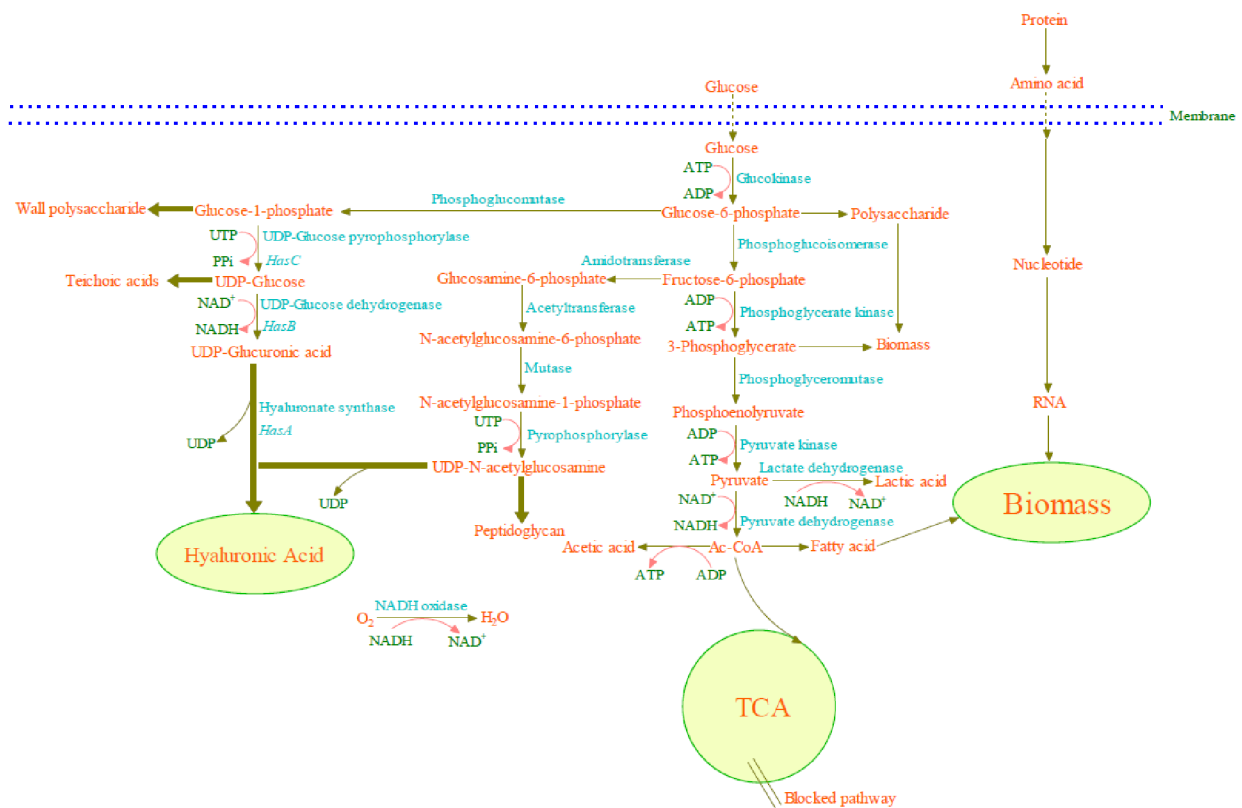 Protein
Glucose
Amino acid
Membrane
Glucose
ATP
Glucokinase
ADP
Phosphoglucomutase
Wall polysaccharide
Glucose-1-phosphate
Glucose-6-phosphate
Polysaccharide
UTP
UDP-Glucose pyrophosphorylase
Phosphoglucoisomerase
PPi
HasC
Amidotransferase
Nucleotide
Teichoic acids
UDP-Glucose
Glucosamine-6-phosphate
Fructose-6-phosphate
NAD+
UDP-Glucose dehydrogenase
Acetyltransferase
ADP
Phosphglycerate kinase
NADH
HasB
ATP
UDP-Glucuronic acid
N-acetylglucosamine-6-phosphate
3-Phosphoglycerate
Biomass
Mutase
Phosphoglyceromutase
Hyaluronate synthase
N-acetylglucosamine-1-phosphate
Phosphoenolyruvate
RNA
HasA
UTP
Pyrophosphorylase
ADP
Pyruvate kinase
UDP
PPi
ATP
Lactate dehydrogenase
UDP-N-acetylglucosamine
Pyruvate
Lactic acid
UDP
NAD+
NADH
NAD+
Biomass
NADH
Pyruvate dehydrogenase
Peptidoglycan
Hyaluronic Acid
Acetic acid
Ac-CoA
Fatty acid
ATP
ADP
NADH oxidase
O2
H2O
NADH
NAD+
TCA
Blocked pathway